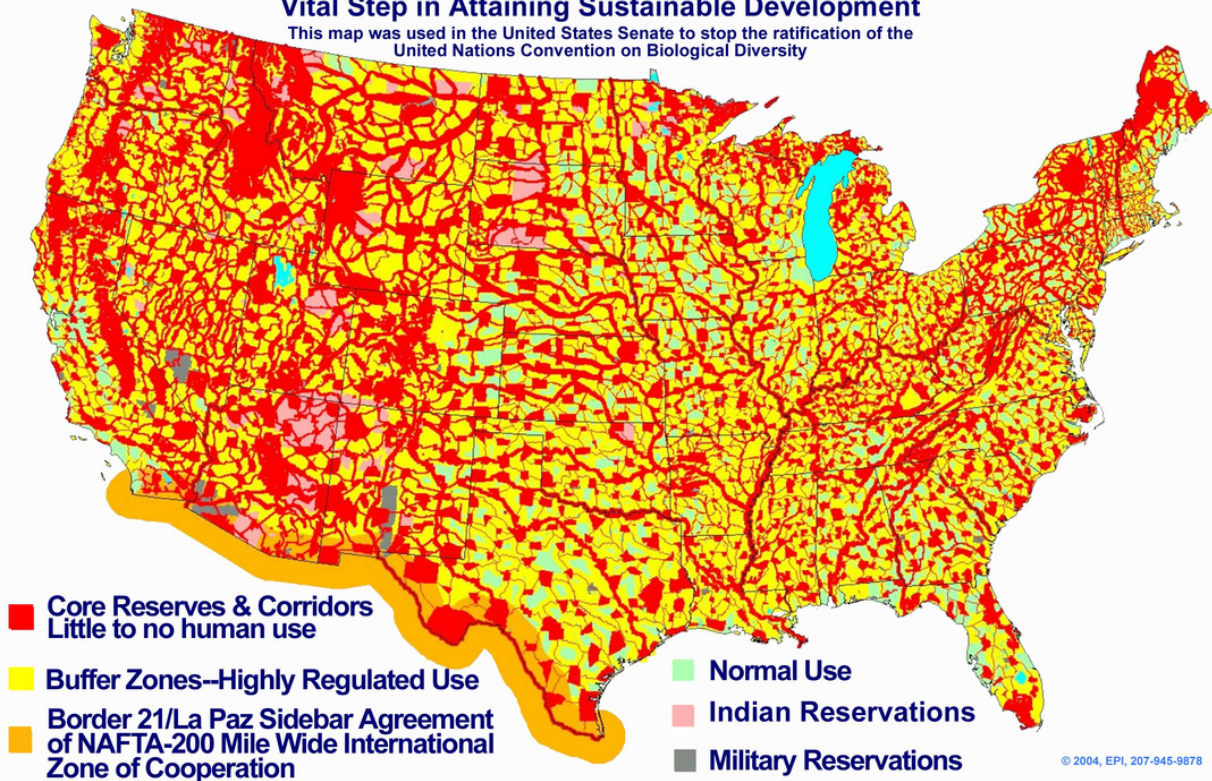 Vital Step in Attaining Sustainable Development
This map was used in the United States Senate to stop the ratification of the
United Nations Convention on Biological Diversity
Core Reserves & Corridors
Little to no human use
Buffer Zones--Highly Regulated Use
Border 21/La Paz Sidebar Agreement
of NAFTA-200 Mile Wide International
Zone of Cooperation
Normal Use
Indian Reservations
Military Reservations
© 2004, EPI, 207-945-9878